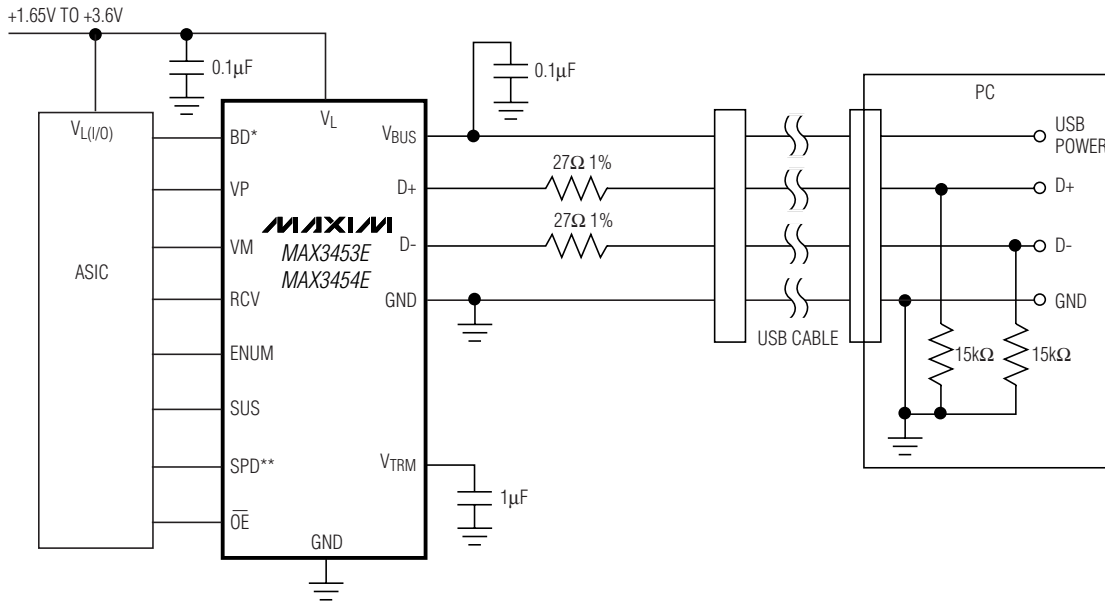 +1.65V TO +3.6V
0.1µF
0.1µF
PC
V_L(I/O)
V_L
BD*
V_BUS
USB
POWER
27Ω 1%
VP
D+
D+
MAXIM
27Ω 1%
VM
MAX3453E
D-
D-
ASIC
MAX3454E
RCV
GND
GND
USB CABLE
ENUM
15kΩ
15kΩ
SUS
SPD**
V_TRM
1µF
O̅E̅
GND